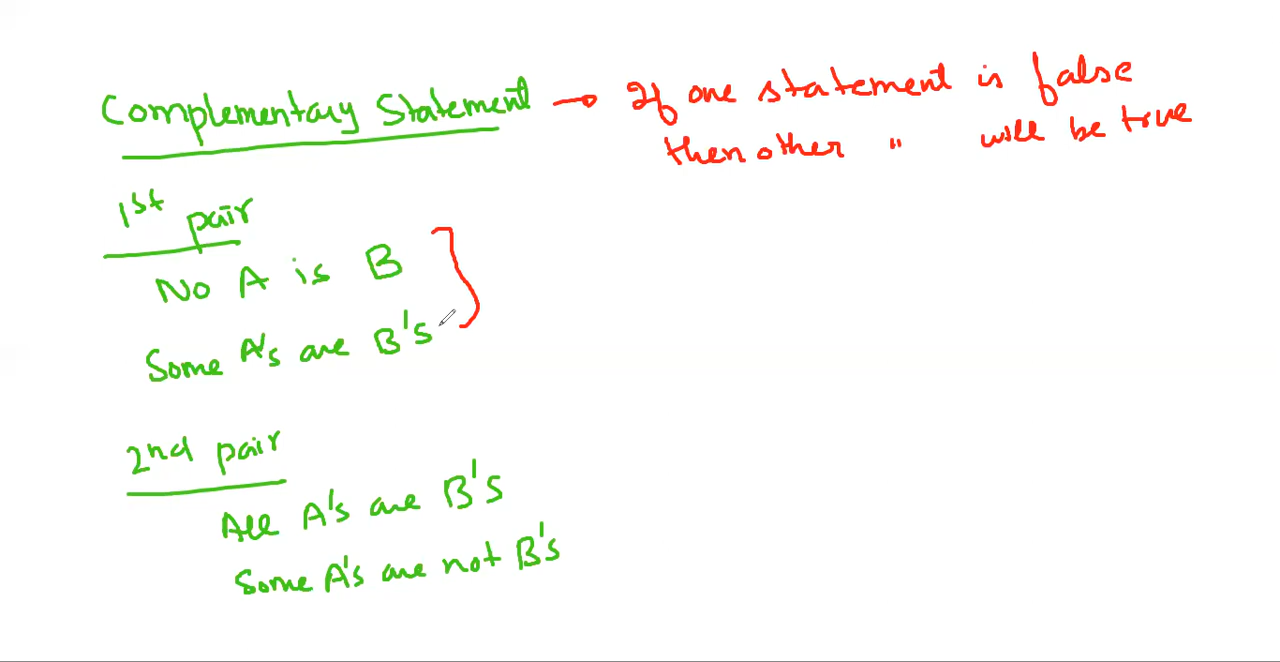 Complementary Statement → If one statement is false
then other " will be true
1st pair
No A is B
Some A's are B's
2nd pair
All A's are B's
Some A's are not B's